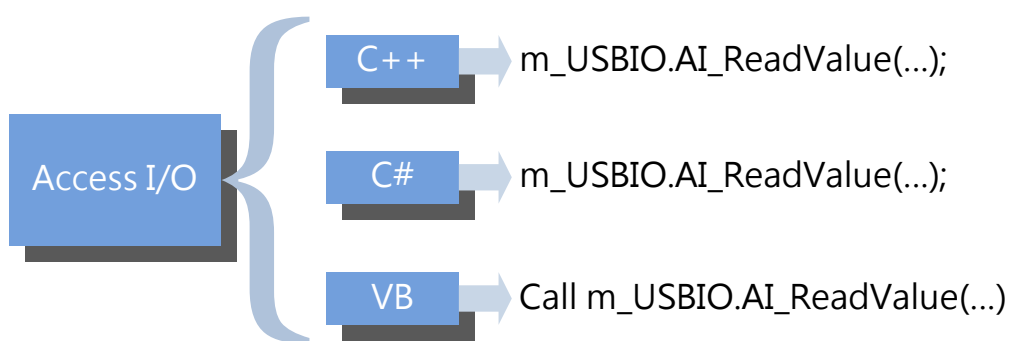 Access I/O
C++
m_USBIO.AI_ReadValue(...);
C#
m_USBIO.AI_ReadValue(...);
VB
Call m_USBIO.AI_ReadValue(...)